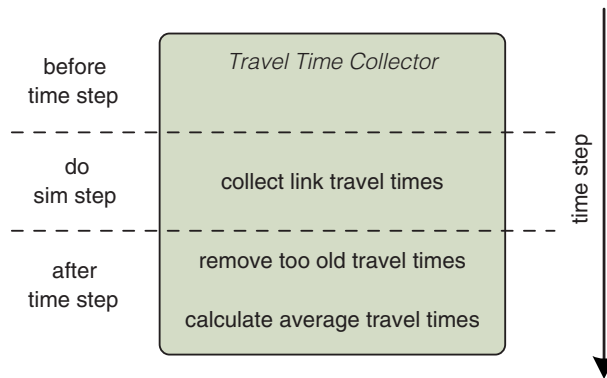 before
time step
Travel Time Collector
do
sim step
collect link travel times
after
time step
remove too old travel times
calculate average travel times
time step